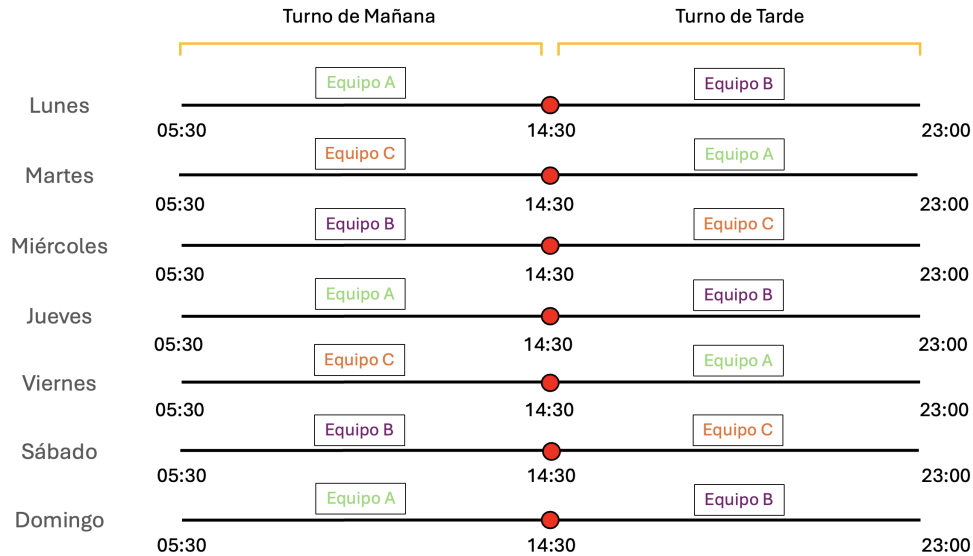 Turno de Mañana Turno de Tarde
Equipo A Equipo B
Lunes
05:30 14:30 23:00
Equipo C Equipo A
Martes
05:30 14:30 23:00
Equipo B Equipo C
Miércoles
05:30 14:30 23:00
Equipo A Equipo B
Jueves
05:30 14:30 23:00
Equipo C Equipo A
Viernes
05:30 14:30 23:00
Equipo B Equipo C
Sábado
05:30 14:30 23:00
Equipo A Equipo B
Domingo
05:30 14:30 23:00